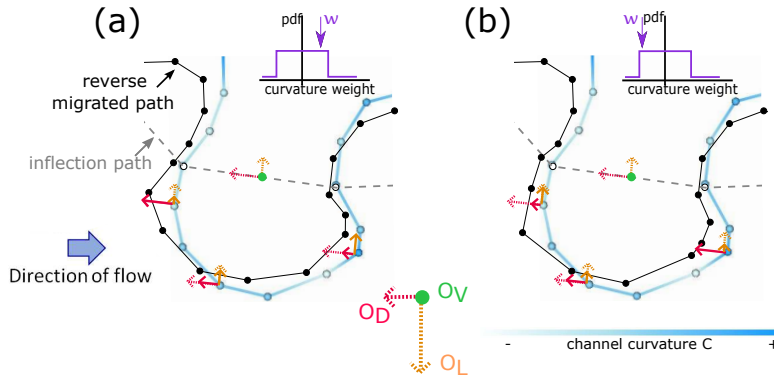 (a)
pdf
w
curvature weight
reverse
migrated path
inflection path
Direction of flow
(b)
w
pdf
curvature weight
O_V
O_D
O_L
- channel curvature C +